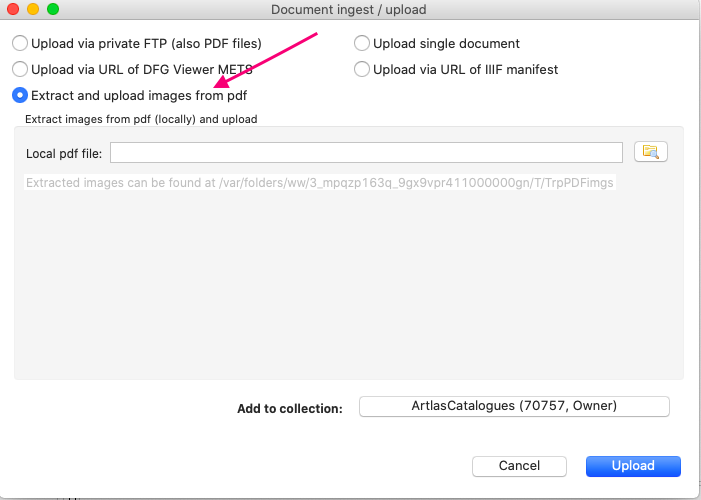 Document ingest / upload
Upload via private FTP (also PDF files)
Upload single document
Upload via URL of DFG Viewer METS
Upload via URL of IIIF manifest
Extract and upload images from pdf
Extract images from pdf (locally) and upload
Local pdf file:
Extracted images can be found at /var/folders/ww/3_mpqzp163q_9gx9vpr411000000gn/T/TrpPDFimgs
Add to collection:
ArtlasCatalogues (70757, Owner)
Cancel
Upload